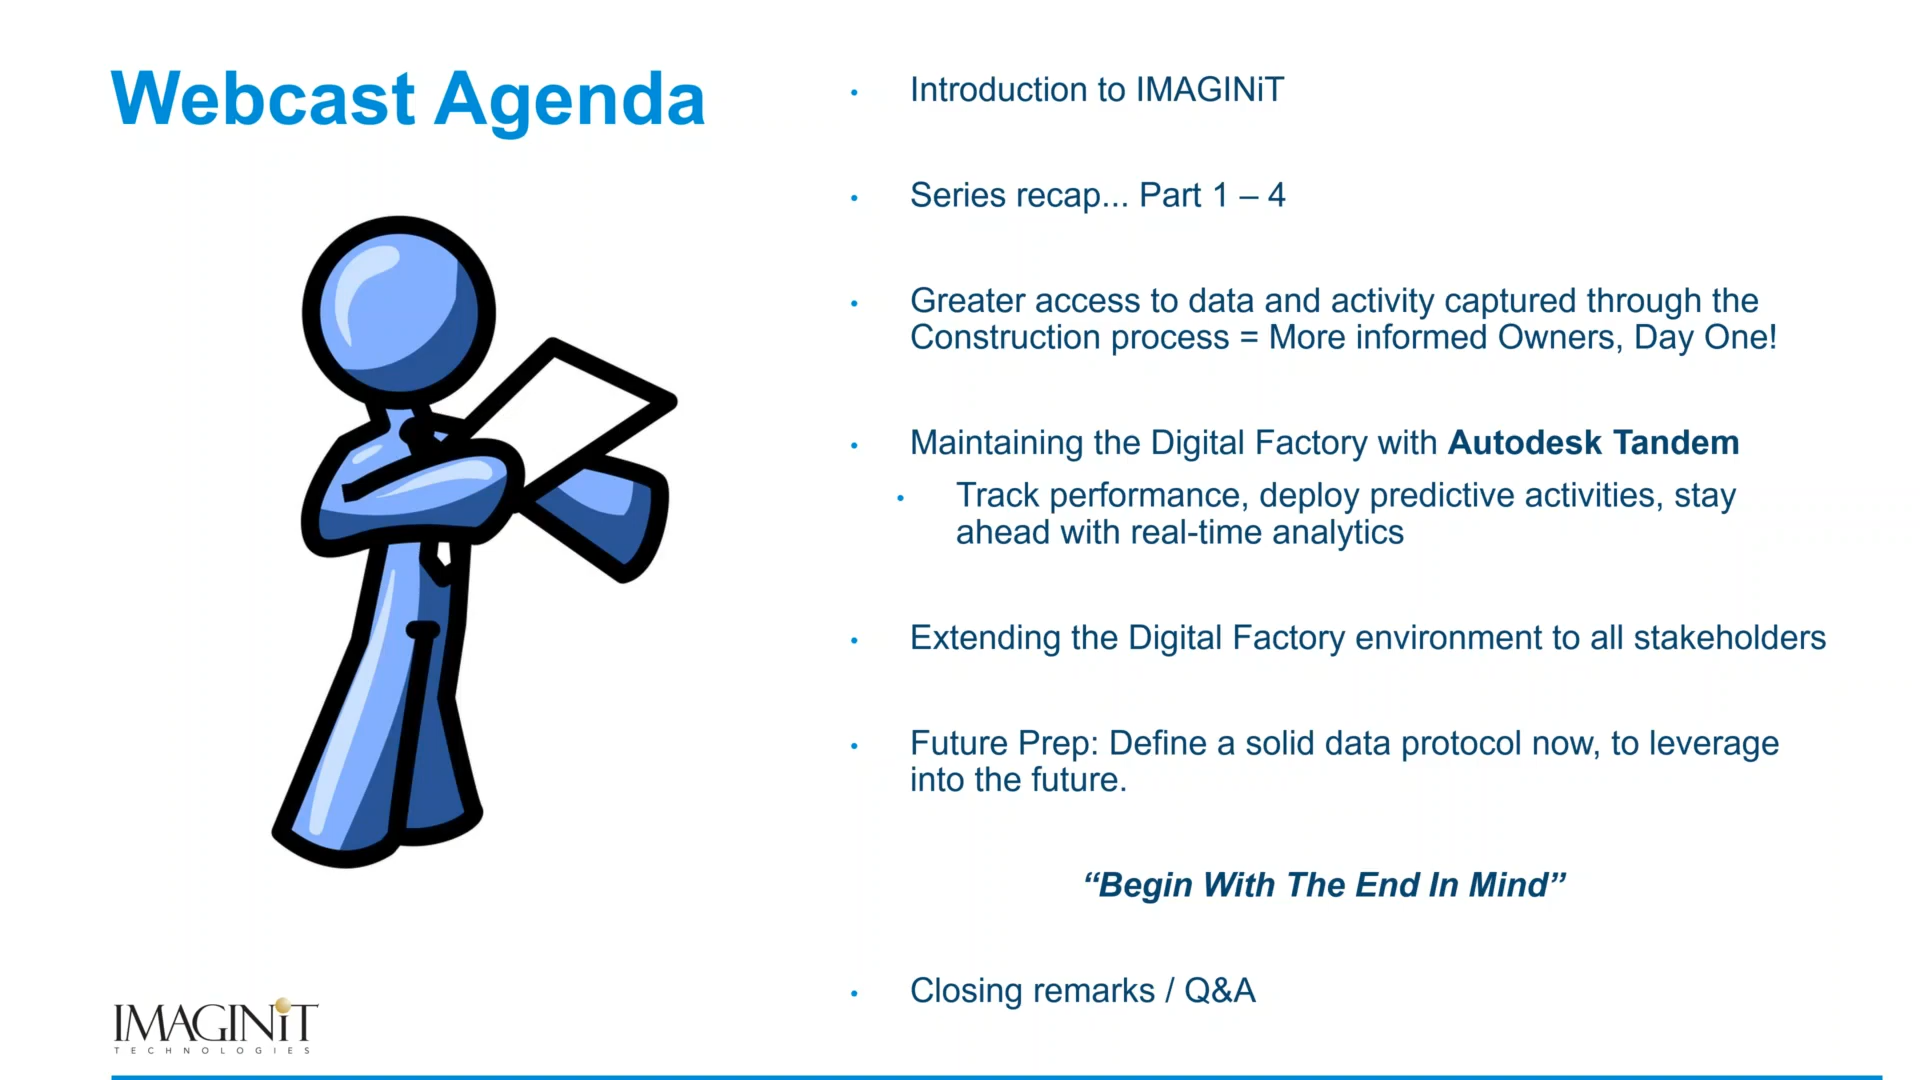 Webcast Agenda
• Introduction to IMAGINiT
• Series recap... Part 1 – 4
• Greater access to data and activity captured through the
Construction process = More informed Owners, Day One!
• Maintaining the Digital Factory with Autodesk Tandem
• Track performance, deploy predictive activities, stay
ahead with real-time analytics
• Extending the Digital Factory environment to all stakeholders
• Future Prep: Define a solid data protocol now, to leverage
into the future.
“Begin With The End In Mind”
• Closing remarks / Q&A
IMAGINiT
TECHNOLOGIES